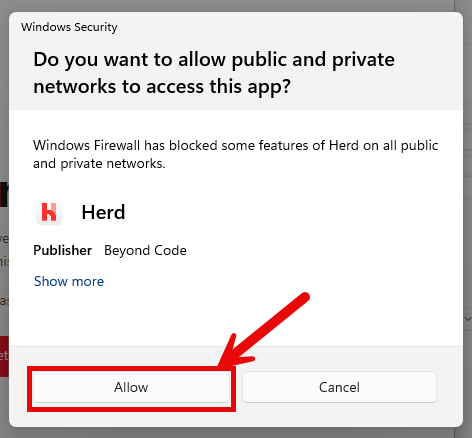 Windows Security
Do you want to allow public and private
networks to access this app?
Windows Firewall has blocked some features of Herd on all public
and private networks.
Herd
Publisher Beyond Code
Show more
Allow Cancel